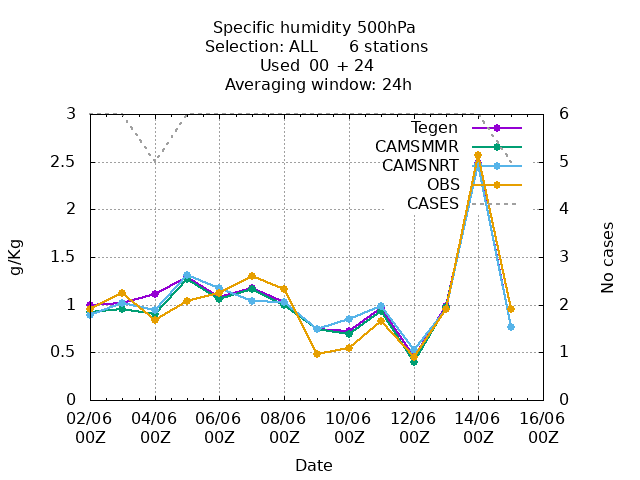 Specific humidity 500hPa
Selection: ALL 6 stations
Used 00 + 24
Averaging window: 24h
3 6
Tegen
CAMSMMR
2.5 CAMSNRT 5
OBS
2 CASES 4
1.5 3
g/Kg No cases
1 2
0.5 1
0 0
02/06 04/06 06/06 08/06 10/06 12/06 14/06 16/06
00Z 00Z 00Z 00Z 00Z 00Z 00Z 00Z
Date